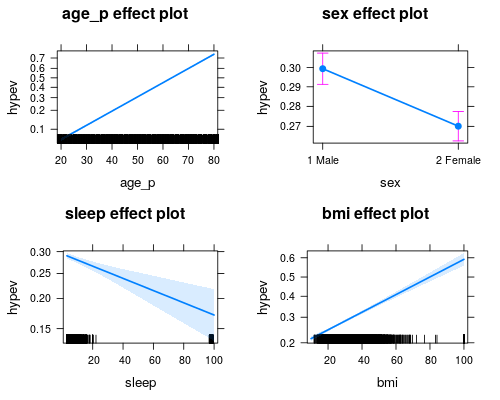 age_p effect plot
hypev
0.7
0.6
0.5
0.4
0.3
0.2
0.1
20 30 40 50 60 70 80
age_p
sex effect plot
hypev
0.30
0.29
0.28
0.27
1 Male 2 Female
sex
sleep effect plot
hypev
0.30
0.25
0.20
0.15
20 40 60 80 100
sleep
bmi effect plot
hypev
0.6
0.5
0.4
0.3
0.2
20 40 60 80 100
bmi